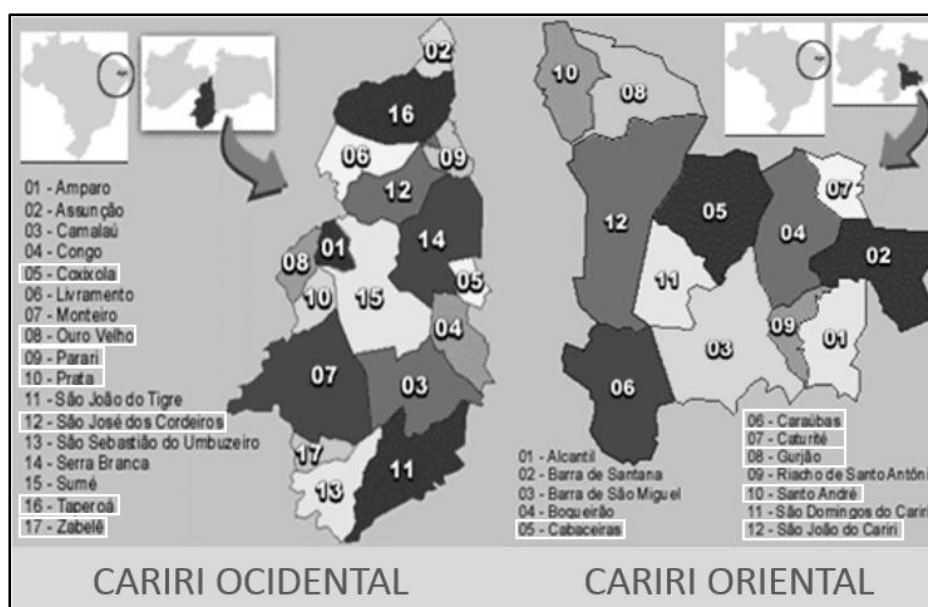 01 - Amparo
02 - Assunção
03 - Camalaú
04 - Congo
05 - Coxixola
06 - Livramento
07 - Monteiro
08 - Ouro Velho
09 - Parari
10 - Prata
11 - São João do Tigre
12 - São José dos Cordeiros
13 - São Sebastião do Umbuzeiro
14 - Serra Branca
15 - Sumé
16 - Taperoá
17 - Zabelê
02
16
06
09
12
14
01
08
05
10
15
04
07
03
17
11
13
CARIRI OCIDENTAL
10
08
07
05
12
04
02
11
09
01
03
06
01 - Alcantil
02 - Barra de Santana
03 - Barra de São Miguel
04 - Boqueirão
05 - Cabaceiras
06 - Caraúbas
07 - Caturité
08 - Gurjão
09 - Riacho de Santo Antôni
10 - Santo André
11 - São Domingos do Cariri
12 - São João do Cariri
CARIRI ORIENTAL